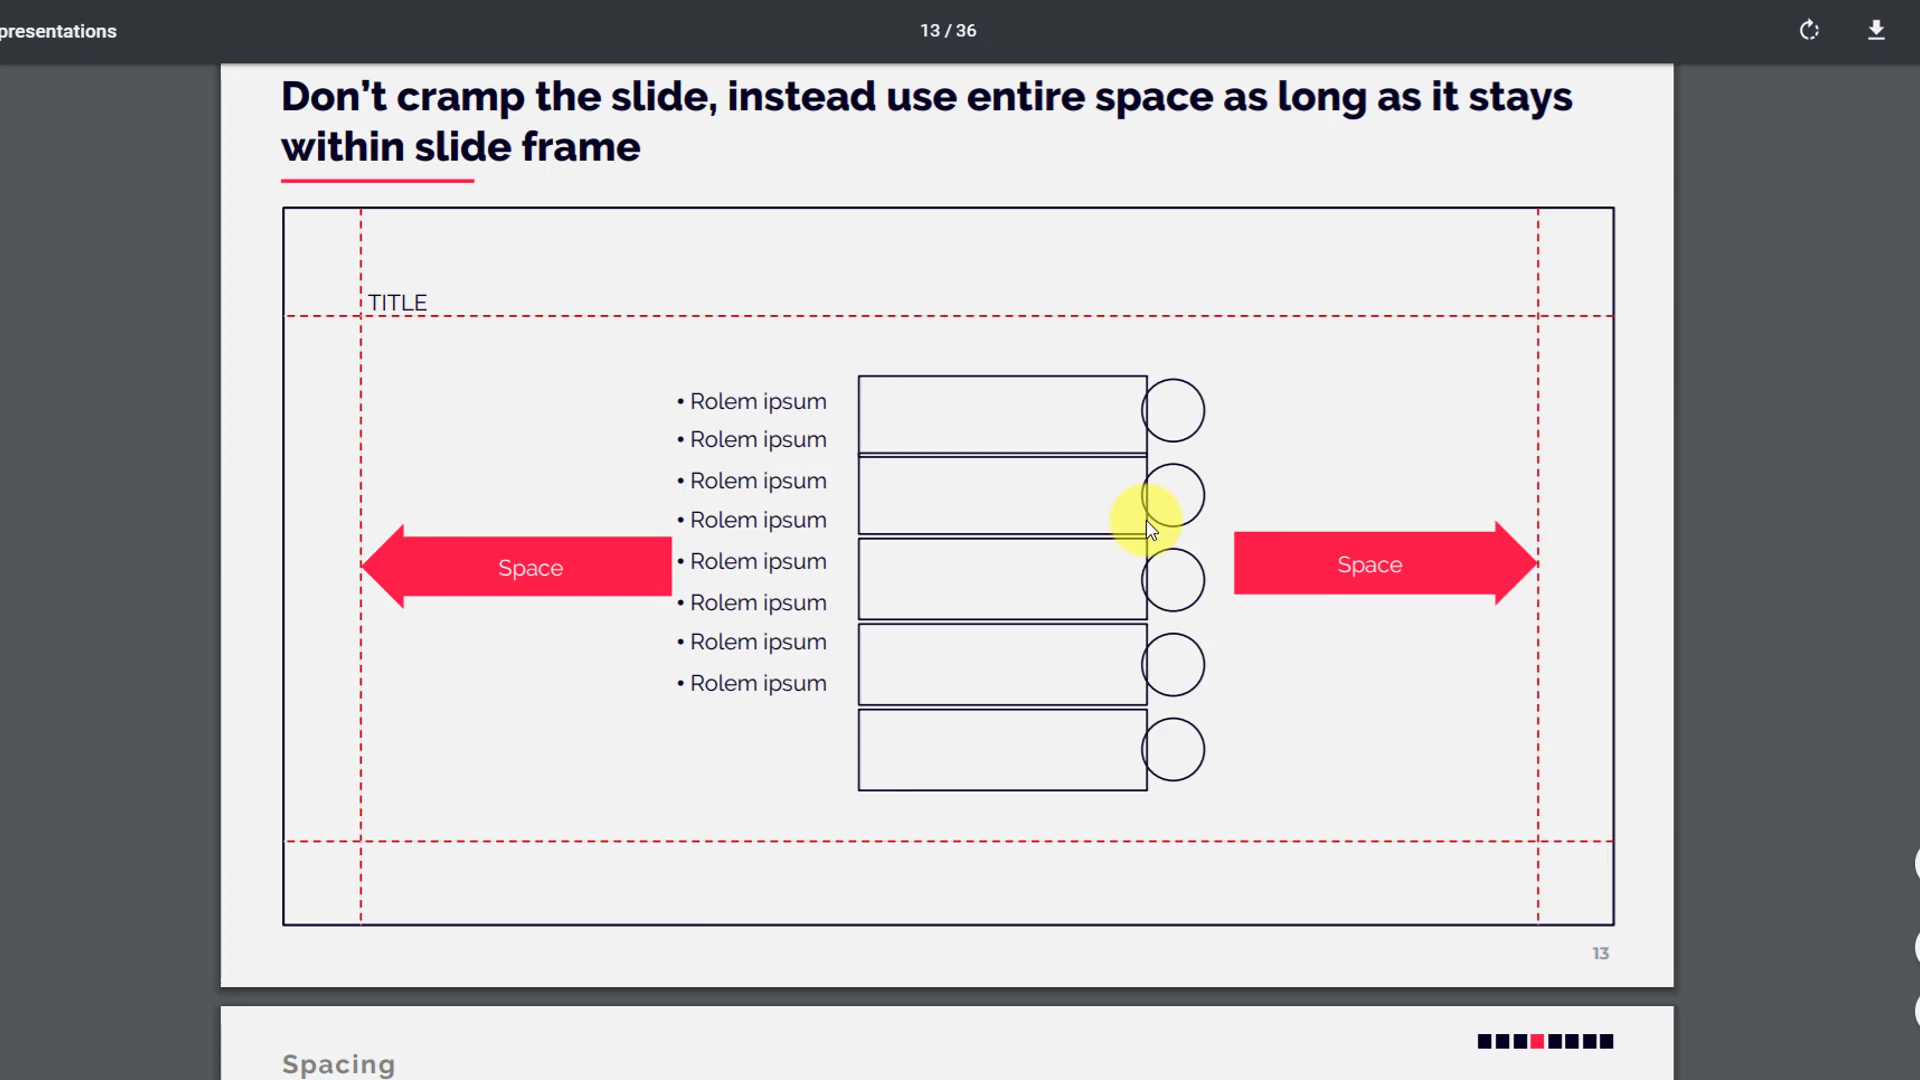 presentations
13 / 36
Don’t cramp the slide, instead use entire space as long as it stays
within slide frame
TITLE
• Rolem ipsum
• Rolem ipsum
• Rolem ipsum
• Rolem ipsum
• Rolem ipsum
• Rolem ipsum
• Rolem ipsum
• Rolem ipsum
Space
Space
13
Spacing